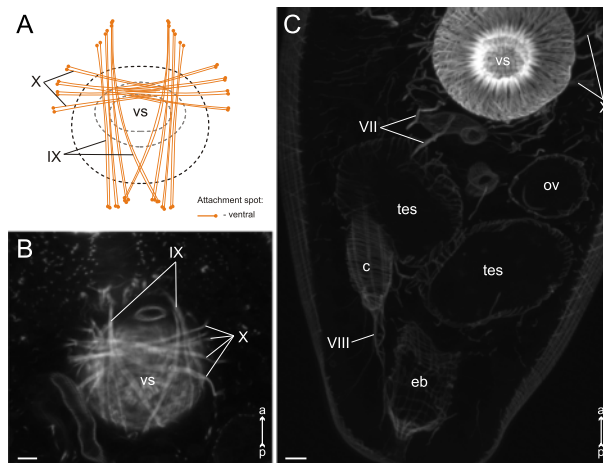 A
X
vs
IX
Attachment spot:
- ventral
B
IX
X
vs
a
p
C
vs
X
VII
ov
tes
c
tes
VIII
eb
a
p